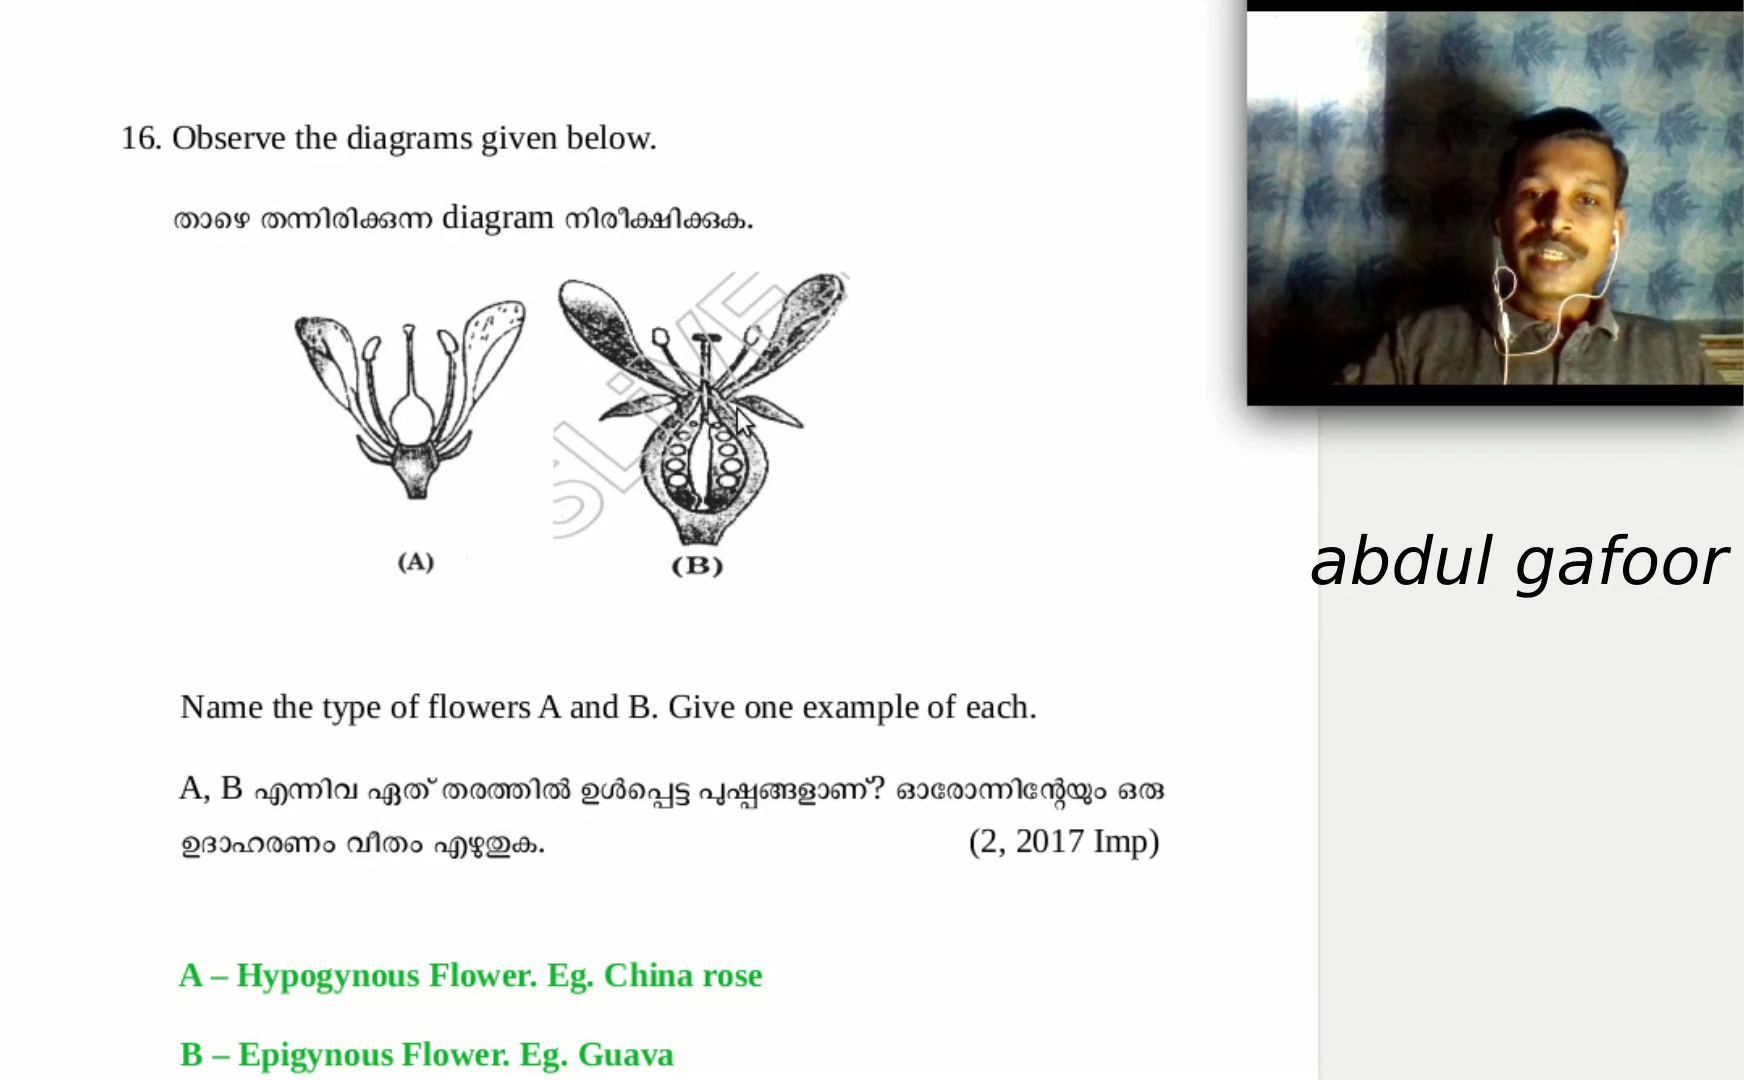 16. Observe the diagrams given below.
താഴെ തന്നിരിക്കുന്ന diagram നിരീക്ഷിക്കുക.
SLiVE
(A)
(B)
abdul gafoor
Name the type of flowers A and B. Give one example of each.
A, B എന്നിവ ഏത് തരത്തിൽ ഉൾപ്പെട്ട പുഷ്പങ്ങളാണ്? ഓരോന്നിന്റേയും ഒരു
ഉദാഹരണം വീതം എഴുതുക. (2, 2017 Imp)
A – Hypogynous Flower. Eg. China rose
B – Epigynous Flower. Eg. Guava